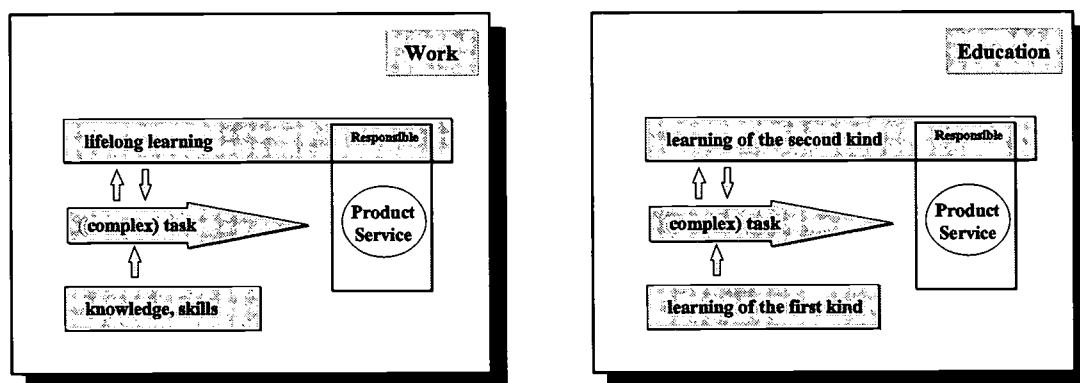 Work
lifelong learning
Responsible
(complex) task
Product
Service
knowledge, skills
Education
learning of the second kind
Responsible
complex) task
Product
Service
learning of the first kind